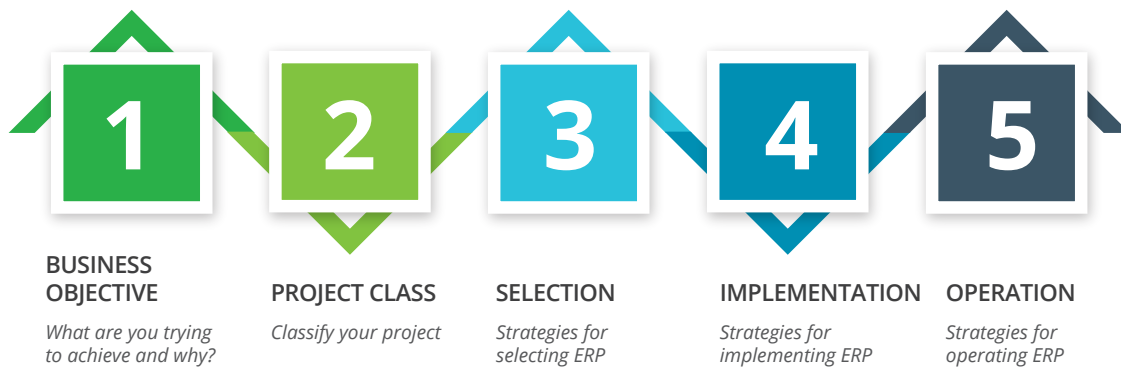 1
2
3
4
5
BUSINESS
OBJECTIVE
What are you trying
to achieve and why?
PROJECT CLASS
Classify your project
SELECTION
Strategies for
selecting ERP
IMPLEMENTATION
Strategies for
implementing ERP
OPERATION
Strategies for
operating ERP